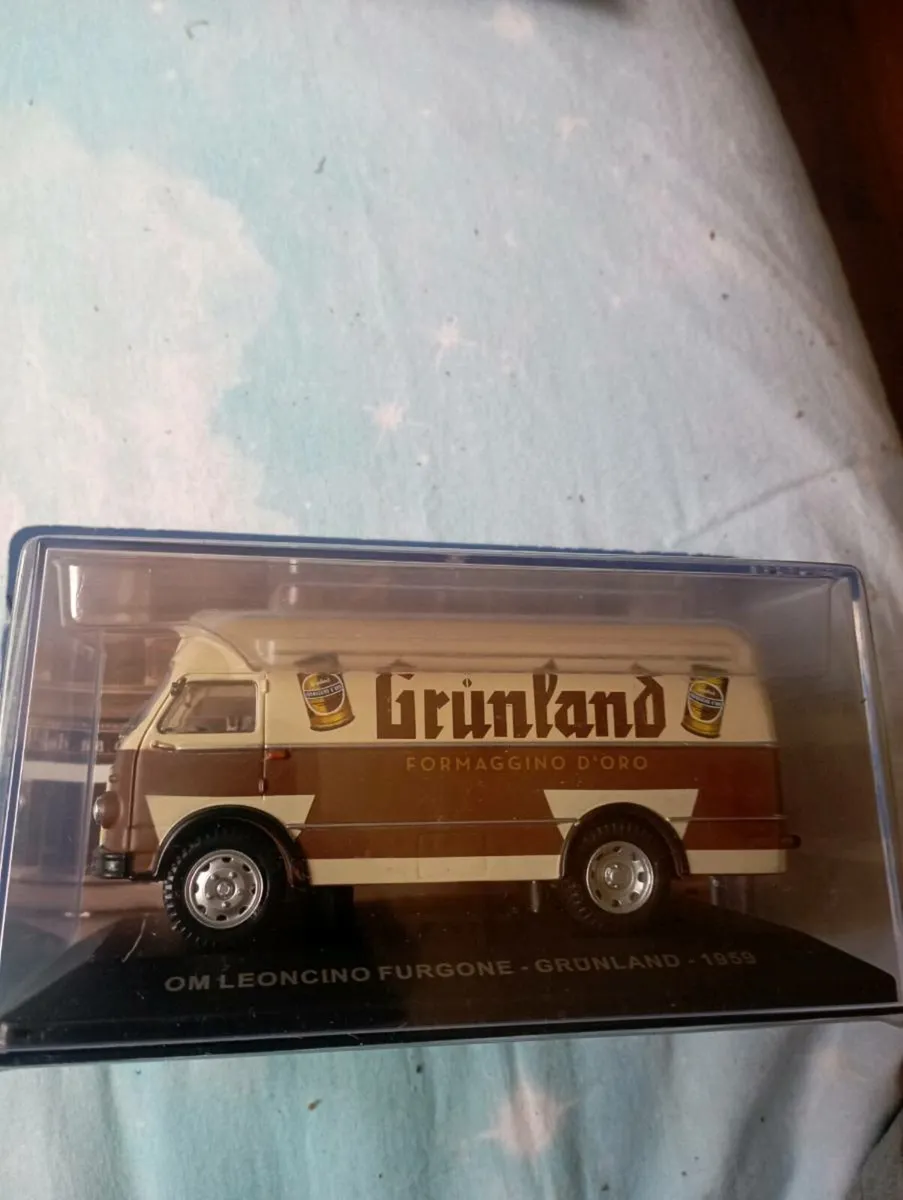 Grünland
FORMAGGINO D'ORO
OM LEONCINO FURGONE - GRÜNLAND - 1959